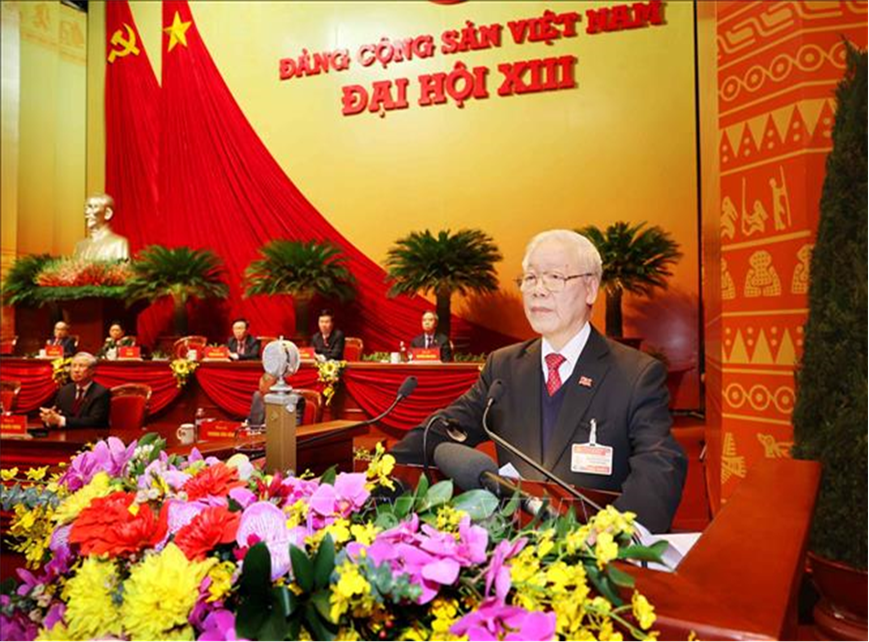 ĐẢNG CỘNG SẢN VIỆT NAM
ĐẠI HỘI XIII